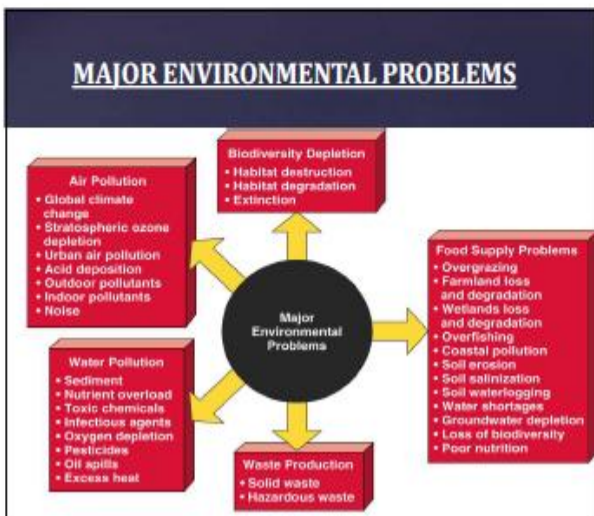 MAJOR ENVIRONMENTAL PROBLEMS
Biodiversity Depletion
• Habitat destruction
• Habitat degradation
• Extinction
Air Pollution
• Global climate
change
• Stratospheric ozone
depletion
• Urban air pollution
• Acid deposition
• Outdoor pollutants
• Indoor pollutants
• Noise
Food Supply Problems
• Overgrazing
• Farmland loss
and degradation
• Wetlands loss
and degradation
• Overfishing
• Coastal pollution
• Soil erosion
• Soil salinization
• Soil waterlogging
• Water shortages
• Groundwater depletion
• Loss of biodiversity
• Poor nutrition
Major
Environmental
Problems
Water Pollution
• Sediment
• Nutrient overload
• Toxic chemicals
• Infectious agents
• Oxygen depletion
• Pesticides
• Oil spills
• Excess heat
Waste Production
• Solid waste
• Hazardous waste